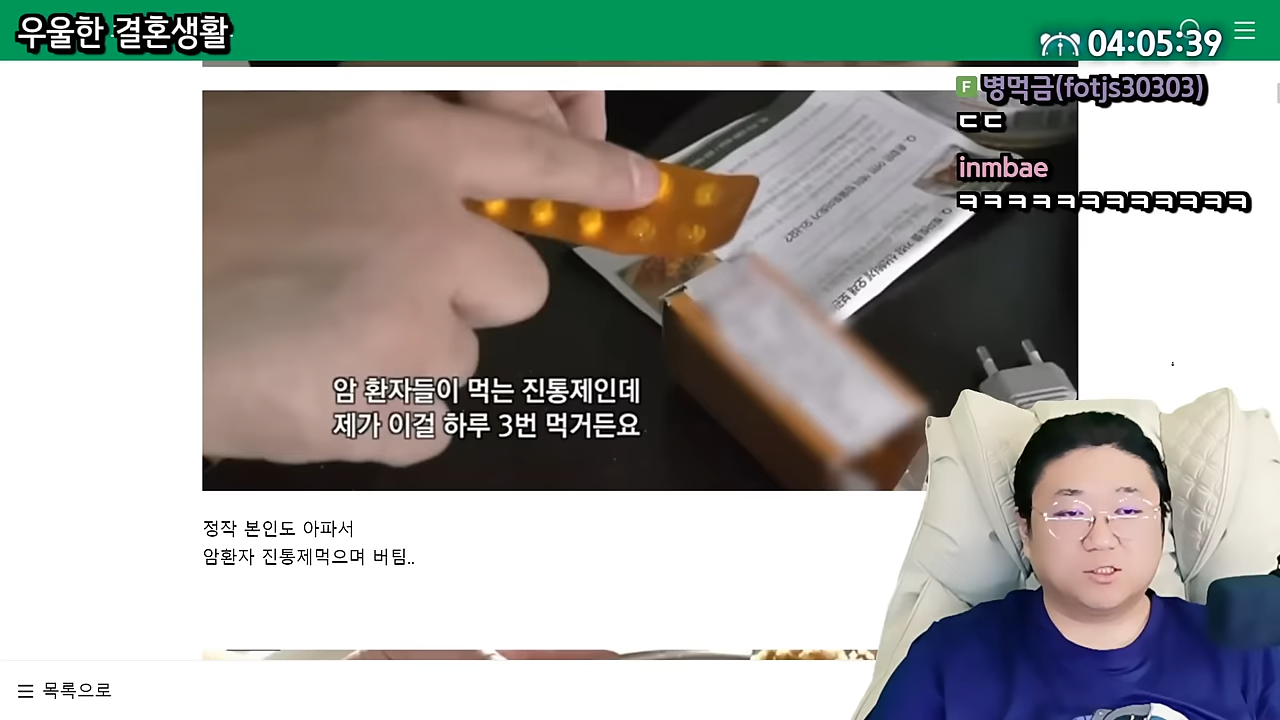 우울한 결혼생활
04:05:39
F 병먹금(fotjs30303)
ㄷㄷ
inmbae
ㅋㅋㅋㅋㅋㅋㅋㅋㅋㅋㅋㅋ
암 환자들이 먹는 진통제인데
제가 이걸 하루 3번 먹거든요
정작 본인도 아파서
암환자 진통제먹으며 버팀..
목록으로